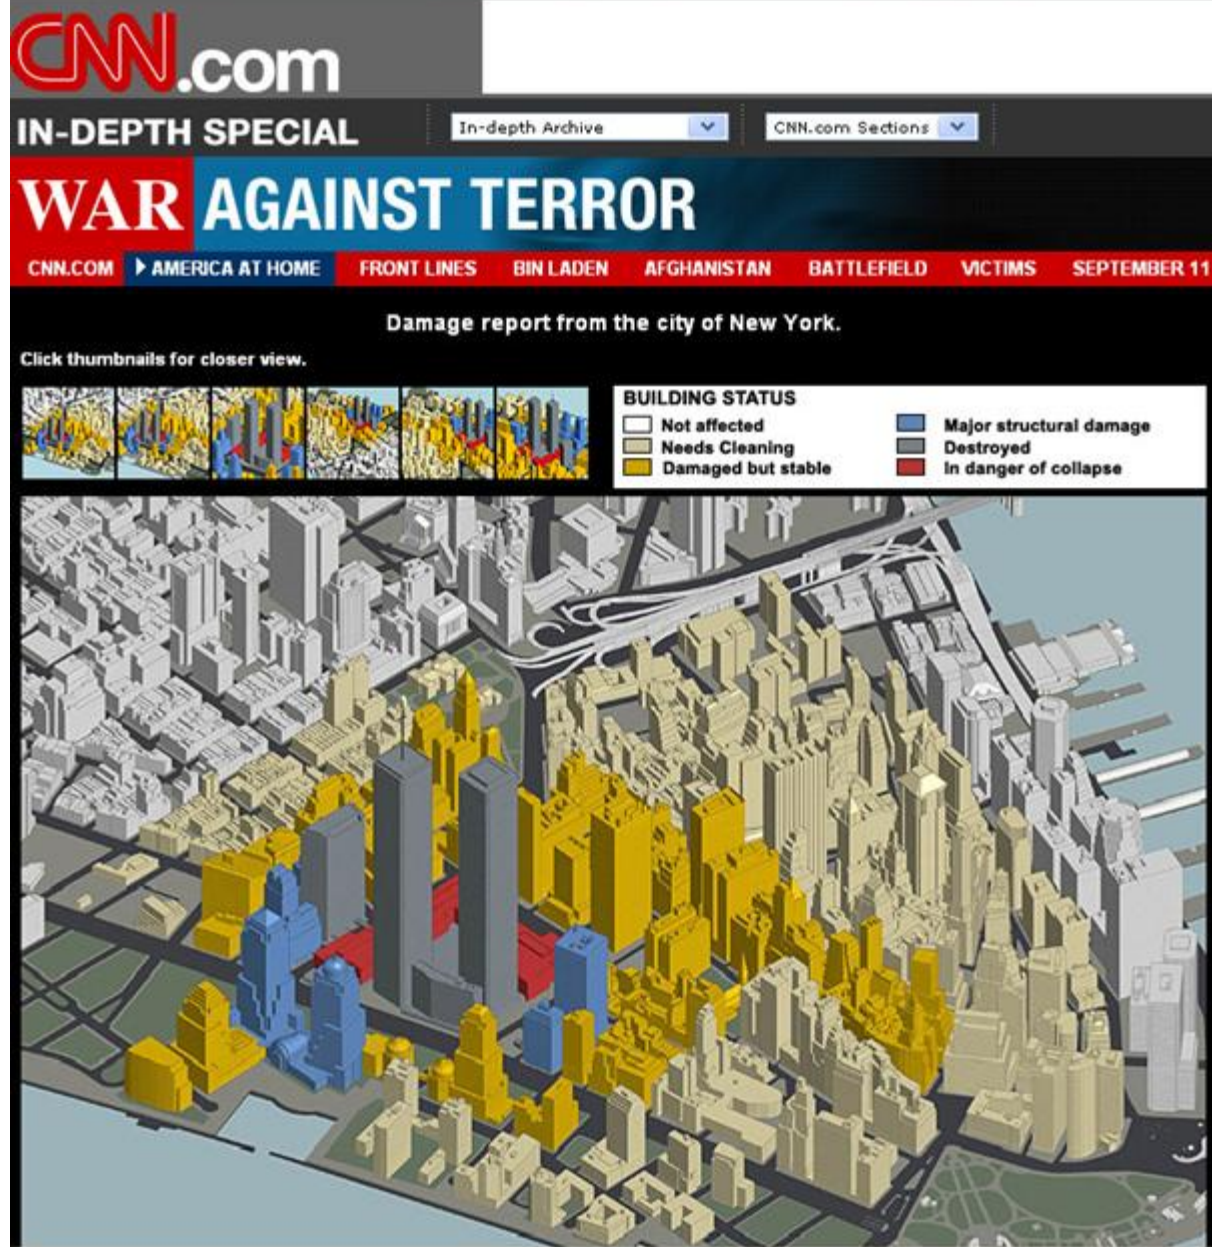 CNN.com
IN-DEPTH SPECIAL
In-depth Archive
CNN.com Sections
WAR AGAINST TERROR
CNN.COM AMERICA AT HOME FRONT LINES BIN LADEN AFGHANISTAN BATTLEFIELD VICTIMS SEPTEMBER 11
Damage report from the city of New York.
Click thumbnails for closer view.
BUILDING STATUS
Not affected
Needs Cleaning
Damaged but stable
Major structural damage
Destroyed
In danger of collapse